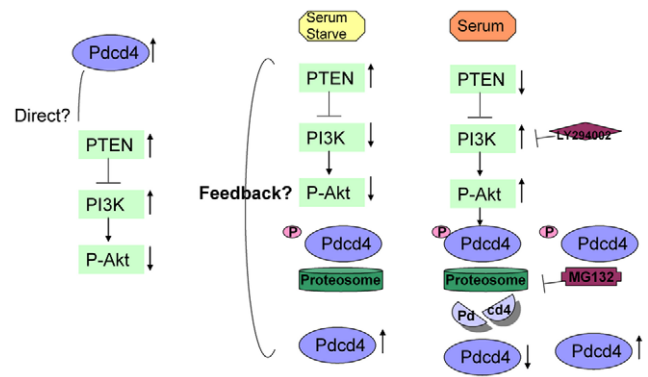 Pdcd4
Direct?
PTEN
PI3K
P-Akt
Feedback?
Serum
Starve
PTEN
PI3K
P-Akt
P
Pdcd4
Proteosome
Pdcd4
Serum
PTEN
PI3K
LY294002
P-Akt
P
Pdcd4
Proteosome
Pd
cd4
Pdcd4
P
Pdcd4
MG132
Pdcd4